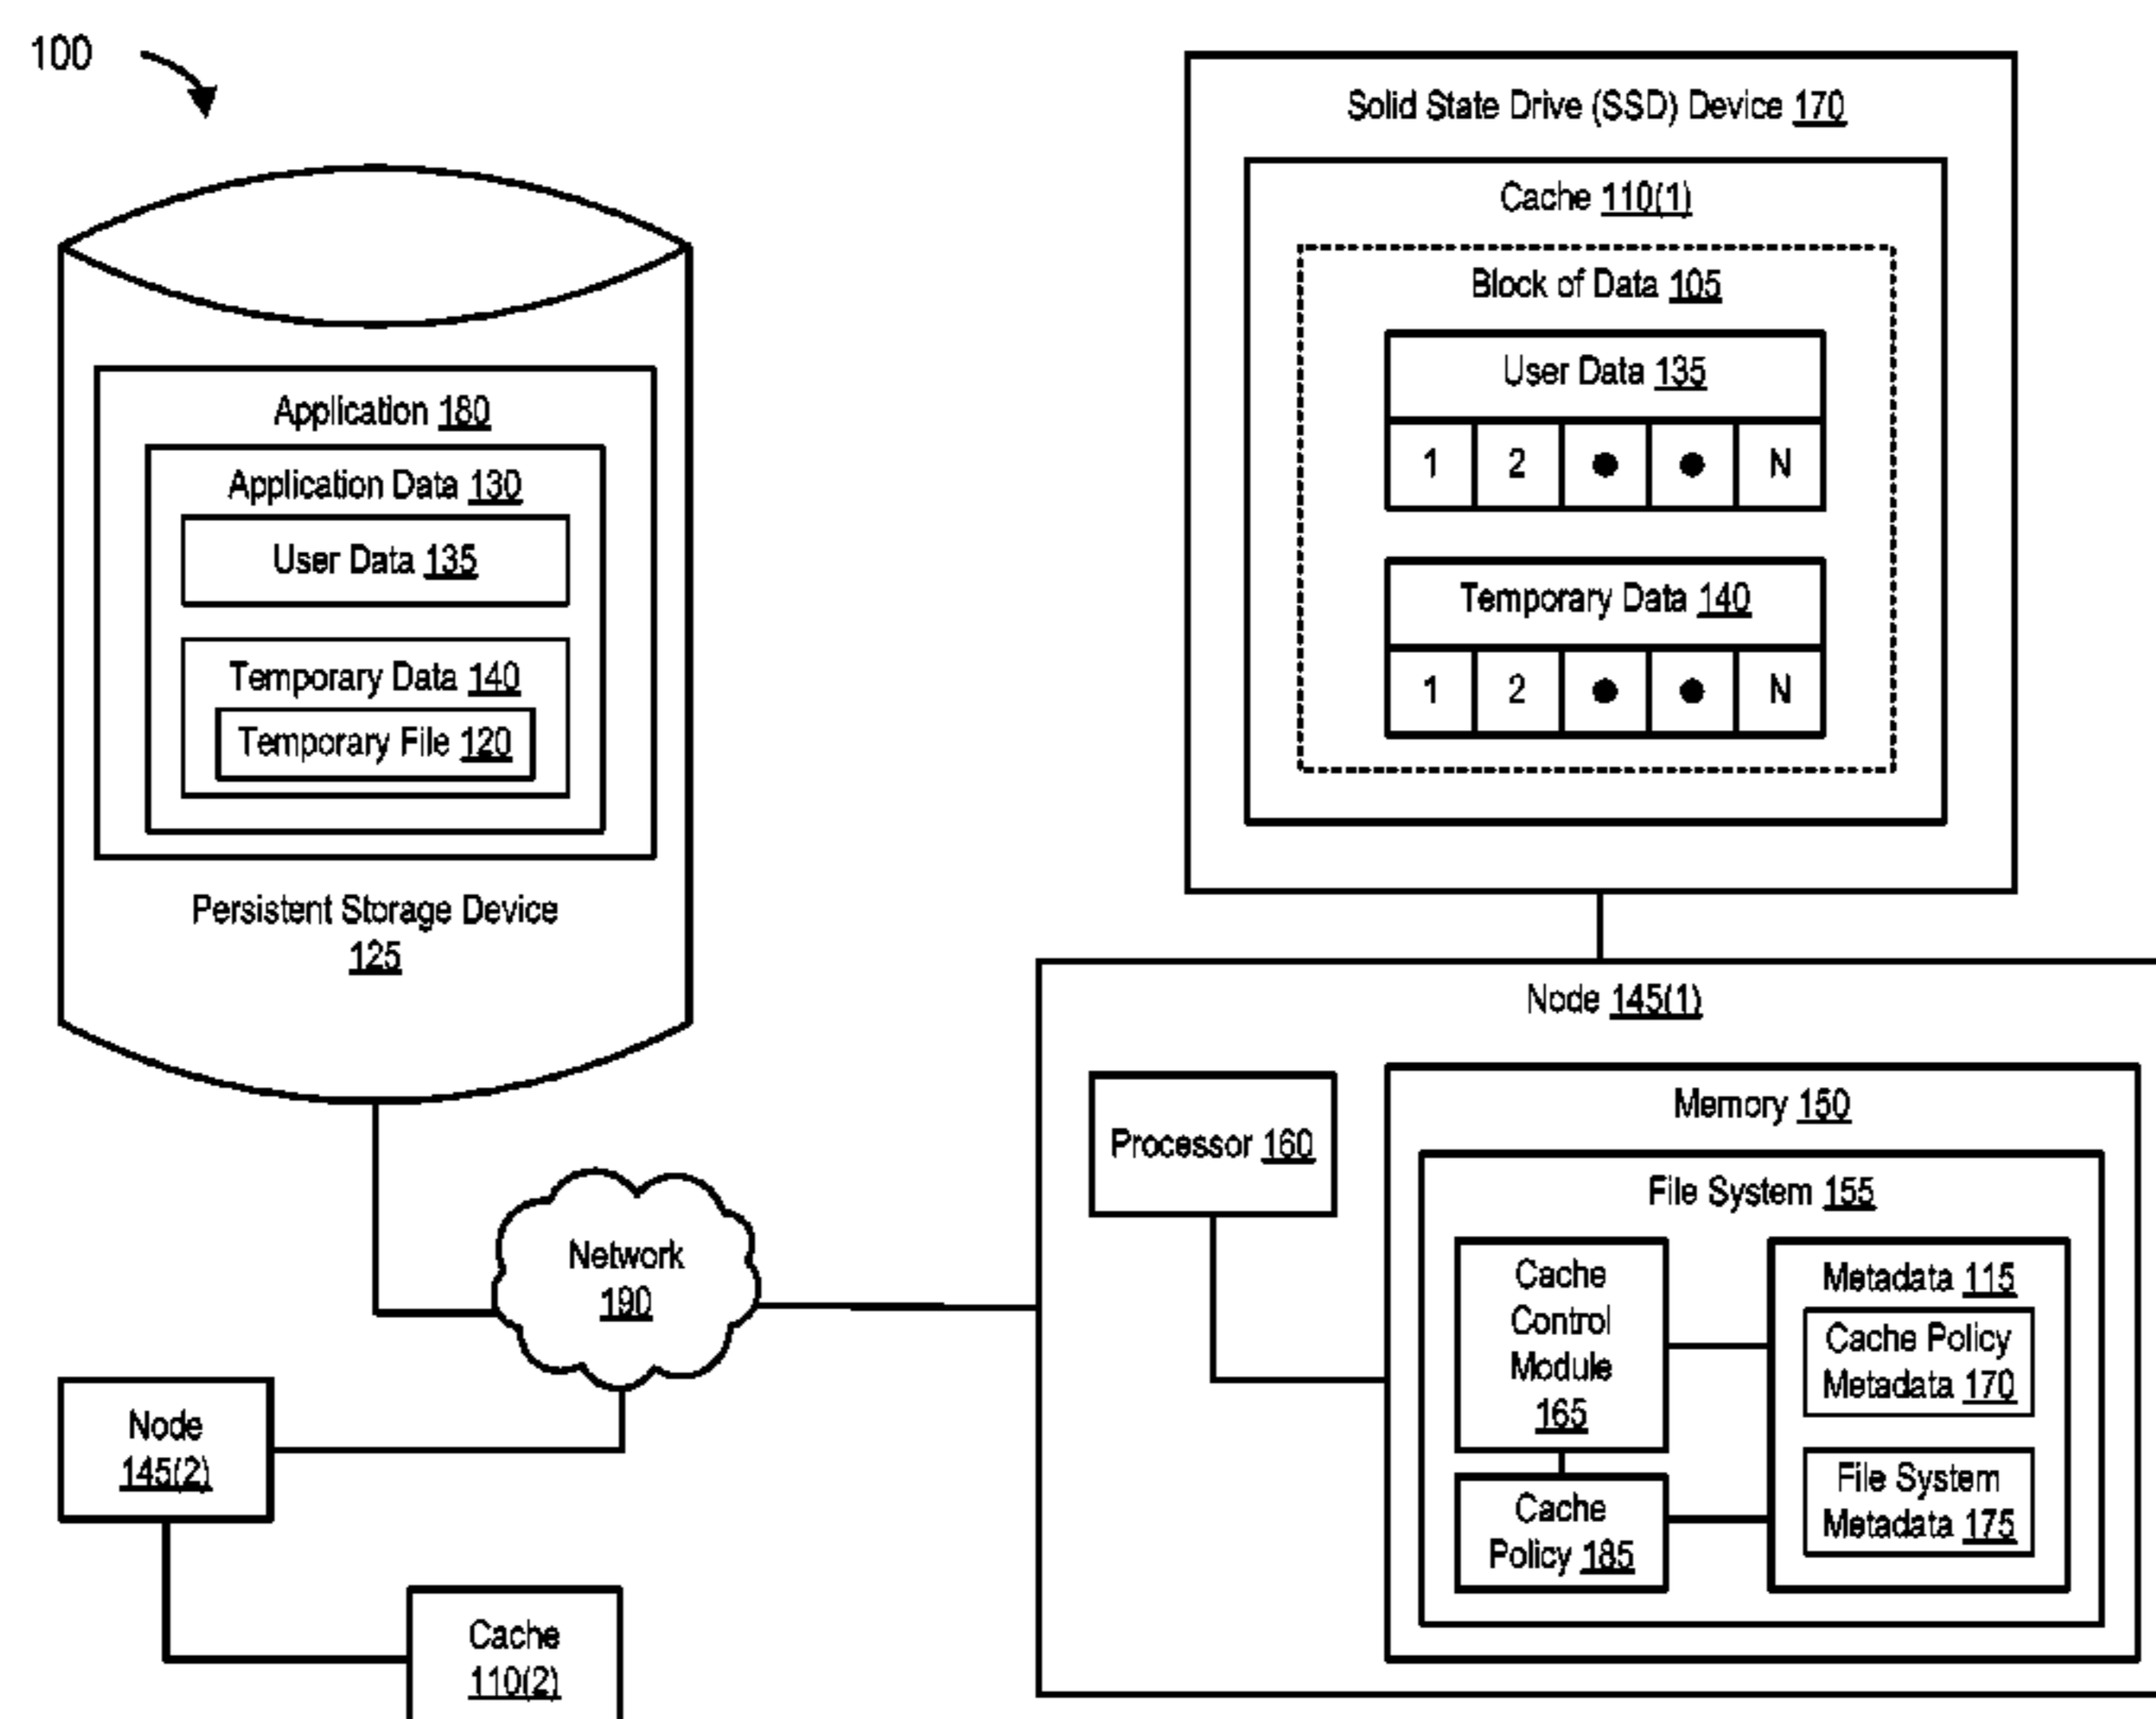 100
Solid State Drive (SSD) Device 170
Cache 110(1)
Block of Data 105
User Data 135
1 2 ● ● N
Temporary Data 140
1 2 ● ● N
Application 180
Application Data 130
User Data 135
Temporary Data 140
Temporary File 120
Persistent Storage Device
125
Node 145(1)
Processor 160
Memory 150
File System 155
Cache
Control
Module
165
Cache
Policy 185
Metadata 115
Cache Policy
Metadata 170
File System
Metadata 175
Network
190
Node
145(2)
Cache
110(2)